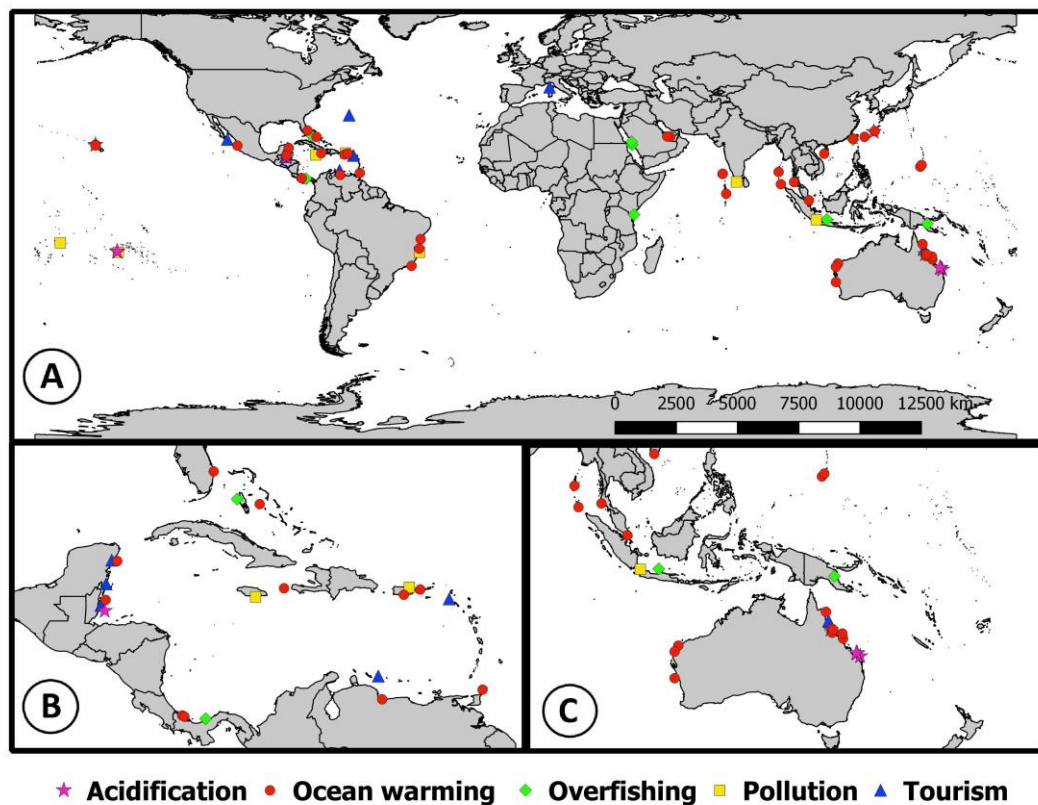 A
0 2500 5000 7500 10000 12500 km
B
C
Acidification Ocean warming Overfishing Pollution Tourism